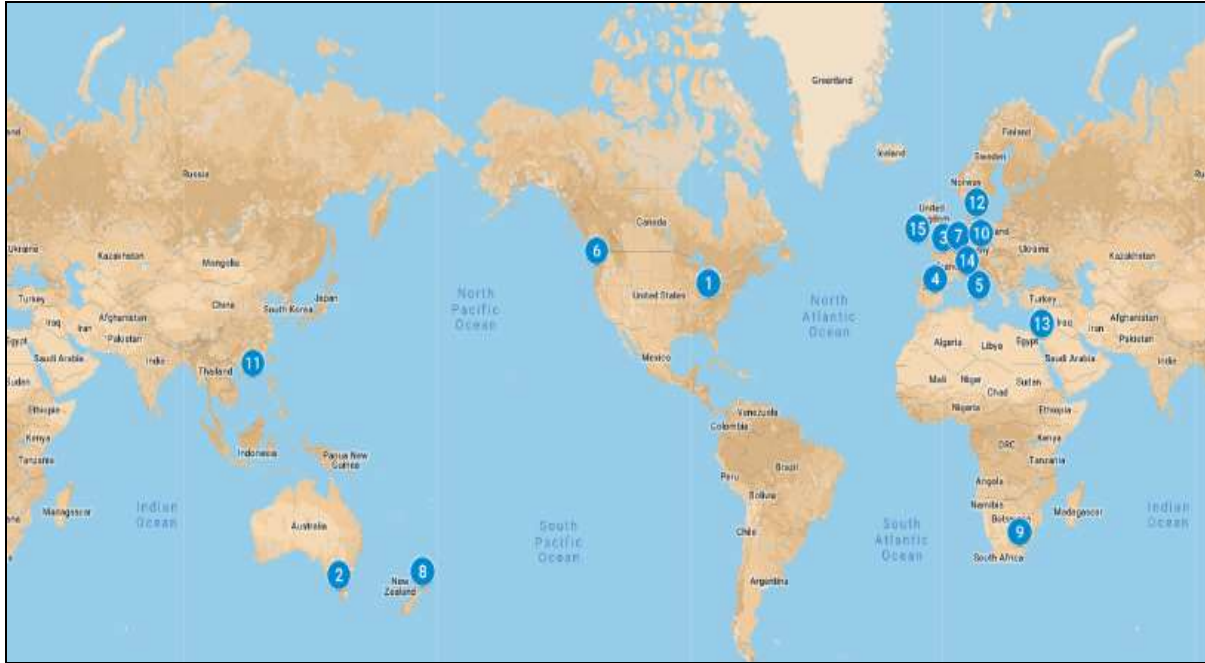 Greenland
Finland
Iceland
Sweden
Russia
Norway
12
United
Canada
15
3
7
10
Ukraine
Kazakhstan
Mongolia
6
14
Ukraine
Kazakhstan
4
5
1
Turkey
China
South Korea
Japan
North
Pacific
Ocean
United States
North
Atlantic
Ocean
Turkey
Iraq
Iran
Afghanistan
Pakistan
13
Iraq
Iran
Afghanistan
Pakistan
Egypt
Saudi Arabia
India
Thailand
11
Mexico
Algeria
Libya
Egypt
Saudi Arabia
India
Sudan
Mali
Niger
Chad
Sudan
Ethiopia
Venezuela
Colombia
Nigeria
Ethiopia
Kenya
Tanzania
Indonesia
Papua New
Guinea
Peru
Brazil
DRC
Kenya
Tanzania
Bolivia
Angola
Madagascar
Indian
Ocean
Namibia
Botswana
Madagascar
Indian
Ocean
Australia
South
Pacific
Ocean
Chile
South
Atlantic
Ocean
9
South Africa
2
8
New
Zealand
Argentina